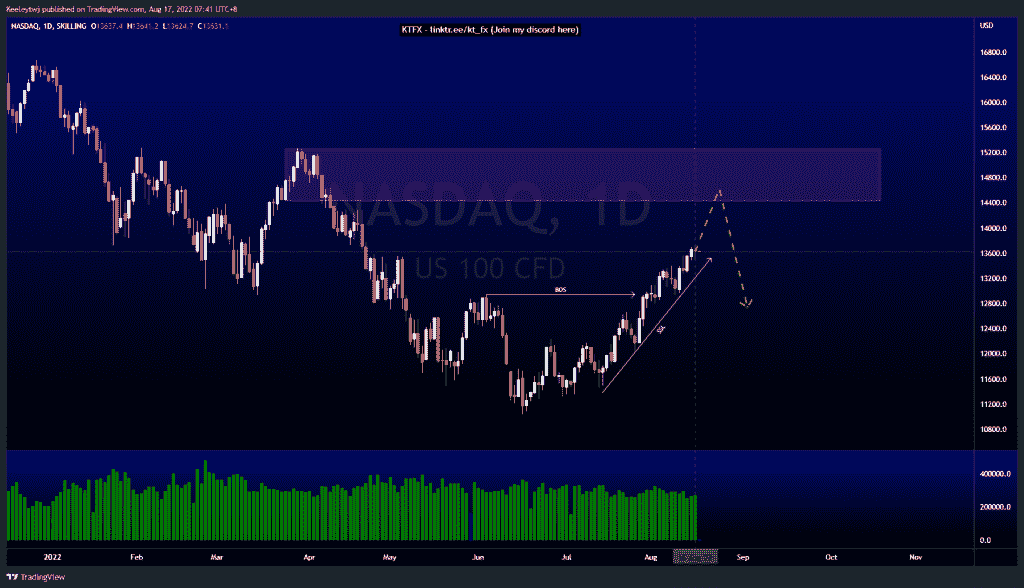 Keeleytwj published on TradingView.com, Aug 17, 2022 07:41 UTC+8
NASDAQ, 1D, SKILLING O13637.4 H13641.2 L13624.7 C13631.1
KTFX - linktr.ee/kt_fx (Join my discord here)
USD
16800.0
16400.0
16000.0
15600.0
15200.0
14800.0
14400.0
14000.0
13600.0
13200.0
12800.0
12400.0
12000.0
11600.0
11200.0
10800.0
NASDAQ, 1D
US 100 CFD
BOS
400000.0
200000.0
0.0
2022 Feb Mar Apr May Jun Jul Aug Sep Oct Nov
TradingView